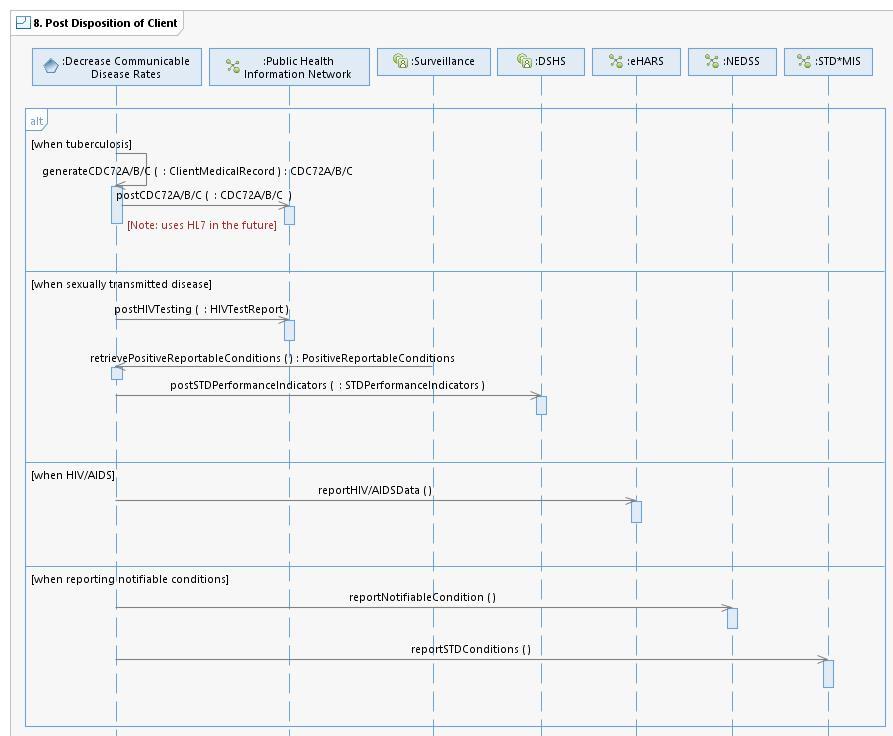 8. Post Disposition of Client
:Decrease Communicable
Disease Rates
:Public Health
Information Network
:Surveillance
:DSHS
:eHARS
:NEDSS
:STD*MIS
alt
[when tuberculosis]
generateCDC72A/B/C ( : ClientMedicalRecord ) : CDC72A/B/C
postCDC72A/B/C ( : CDC72A/B/C )
[Note: uses HL7 in the future]
[when sexually transmitted disease]
postHIVTesting ( : HIVTestReport )
retrievePositiveReportableConditions ( ) : PositiveReportableConditions
postSTDPerformanceIndicators ( : STDPerformanceIndicators )
[when HIV/AIDS]
reportHIV/AIDSData ( )
[when reporting notifiable conditions]
reportNotifiableCondition ( )
reportSTDConditions ( )